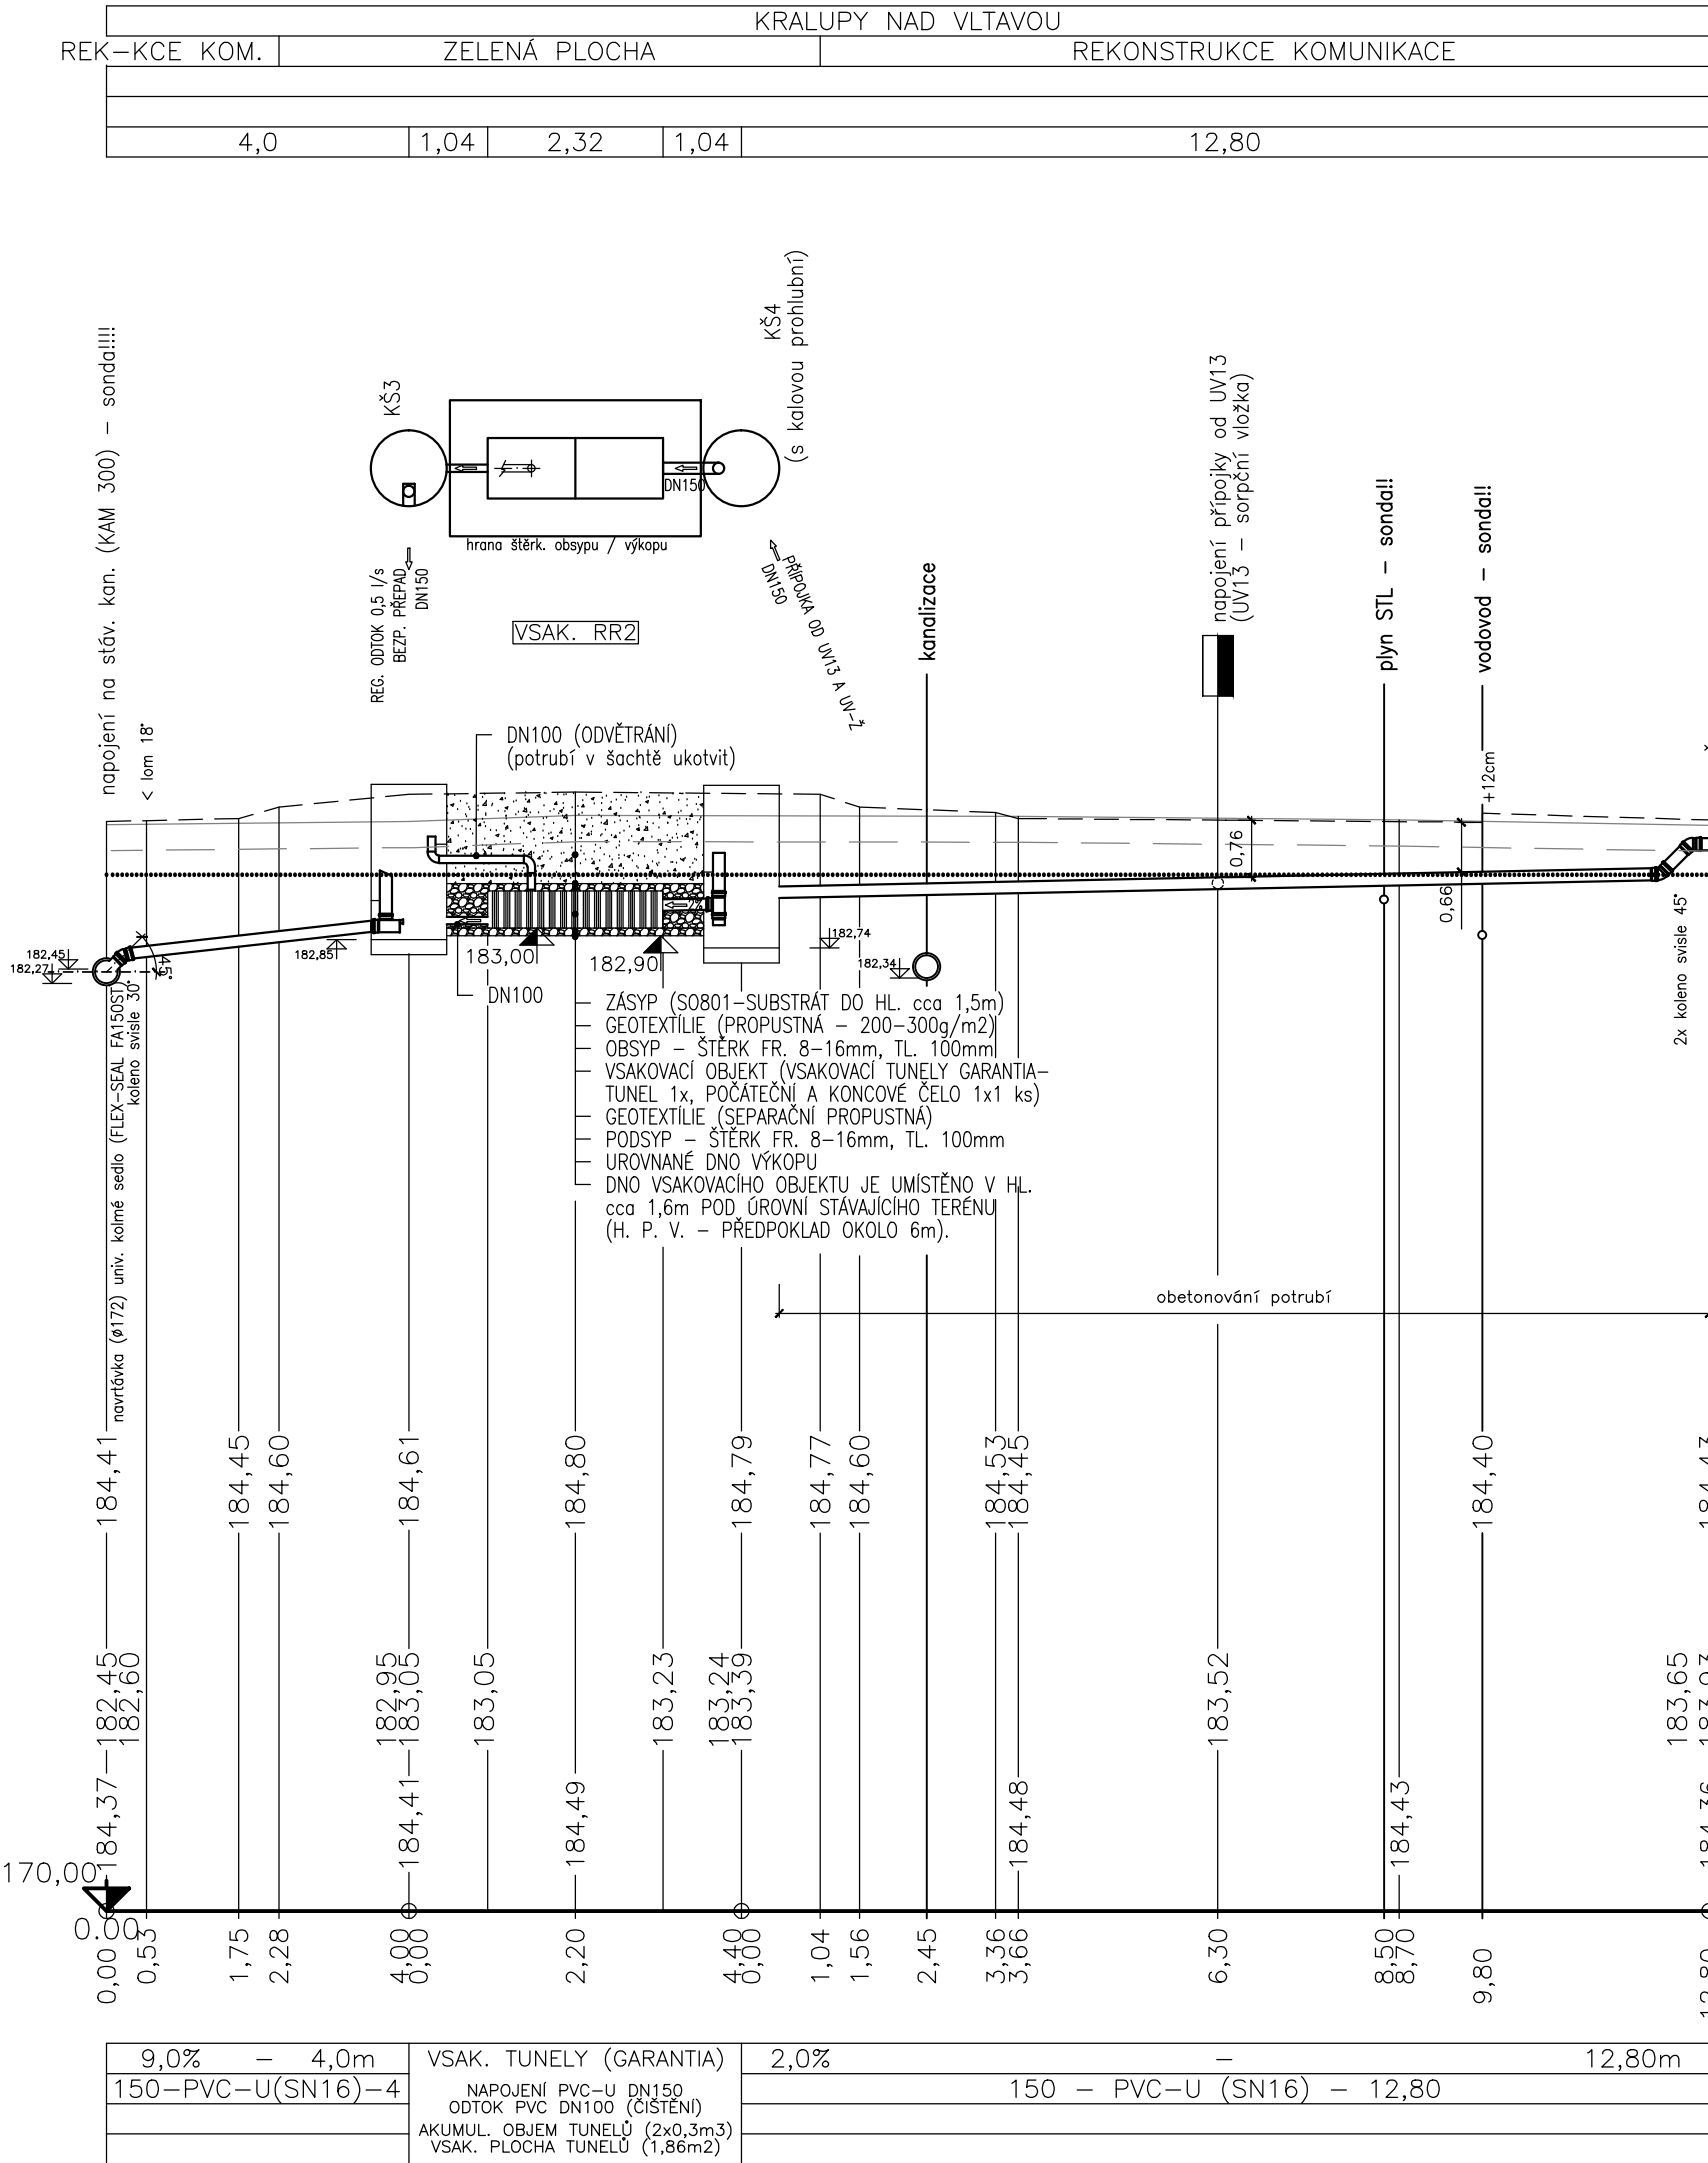 KRALUPY NAD VLTAVOU
REK-KCE KOM.
ZELENÁ PLOCHA
REKONSTRUKCE KOMUNIKACE
4,0
1,04
2,32
1,04
12,80
napojení na stáv. kan. (KAM 300) - sonda!!!!
< lom 18°
KŠ3
KŠ4
(s kalovou prohlubní)
DN150
hrana štěrk. obsypu / výkopu
REG. ODTOK 0,5 l/s
BEZP. PŘEPAD
DN150
PŘÍPOJKA OD UV13 A UV-Ž
DN150
VSAK. RR2
kanalizace
napojení přípojky od UV13
(UV13 - sorpční vložka)
plyn STL - sonda!!
vodovod - sonda!!
+12cm
DN100 (ODVĚTRÁNÍ)
(potrubí v šachtě ukotvit)
0,76
0,66
182,45
182,27
45°
182,85
183,00
182,90
182,74
182,34
DN100
2x koleno svisle 45°
navrtávka (ø172) univ. kolmé sedlo (FLEX-SEAL FA150ST)
koleno svisle 30°
ZÁSYP (SO801-SUBSTRÁT DO HL. cca 1,5m)
GEOTEXTÍLIE (PROPUSTNÁ - 200-300g/m2)
OBSYP - ŠTĚRK FR. 8-16mm, TL. 100mm
VSAKOVACÍ OBJEKT (VSAKOVACÍ TUNELY GARANTIA-
TUNEL 1x, POČÁTEČNÍ A KONCOVÉ ČELO 1x1 ks)
GEOTEXTÍLIE (SEPARAČNÍ PROPUSTNÁ)
PODSYP - ŠTĚRK FR. 8-16mm, TL. 100mm
UROVNANÉ DNO VÝKOPU
DNO VSAKOVACÍHO OBJEKTU JE UMÍSTĚNO V HL.
cca 1,6m POD ÚROVNÍ STÁVAJÍCÍHO TERÉNU
(H. P. V. - PŘEDPOKLAD OKOLO 6m).
obetonování potrubí
184,41
184,45
184,60
184,61
184,80
184,79
184,77
184,60
184,53
184,45
184,40
184,43
182,45
182,60
182,95
183,05
183,05
183,23
183,24
183,39
183,52
183,65
183,93
184,37
184,41
184,49
184,48
184,43
184,36
170,00
0.00
0,00
0,53
1,75
2,28
4,00
0,00
2,20
4,40
0,00
1,04
1,56
2,45
3,36
3,66
6,30
8,50
8,70
9,80
12,80
9,0% - 4,0m
VSAK. TUNELY (GARANTIA)
2,0% - 12,80m
150-PVC-U(SN16)-4
NAPOJENÍ PVC-U DN150
150 - PVC-U (SN16) - 12,80
ODTOK PVC DN100 (ČIŠTĚNÍ)
AKUMUL. OBJEM TUNELŮ (2x0,3m3)
VSAK. PLOCHA TUNELŮ (1,86m2)